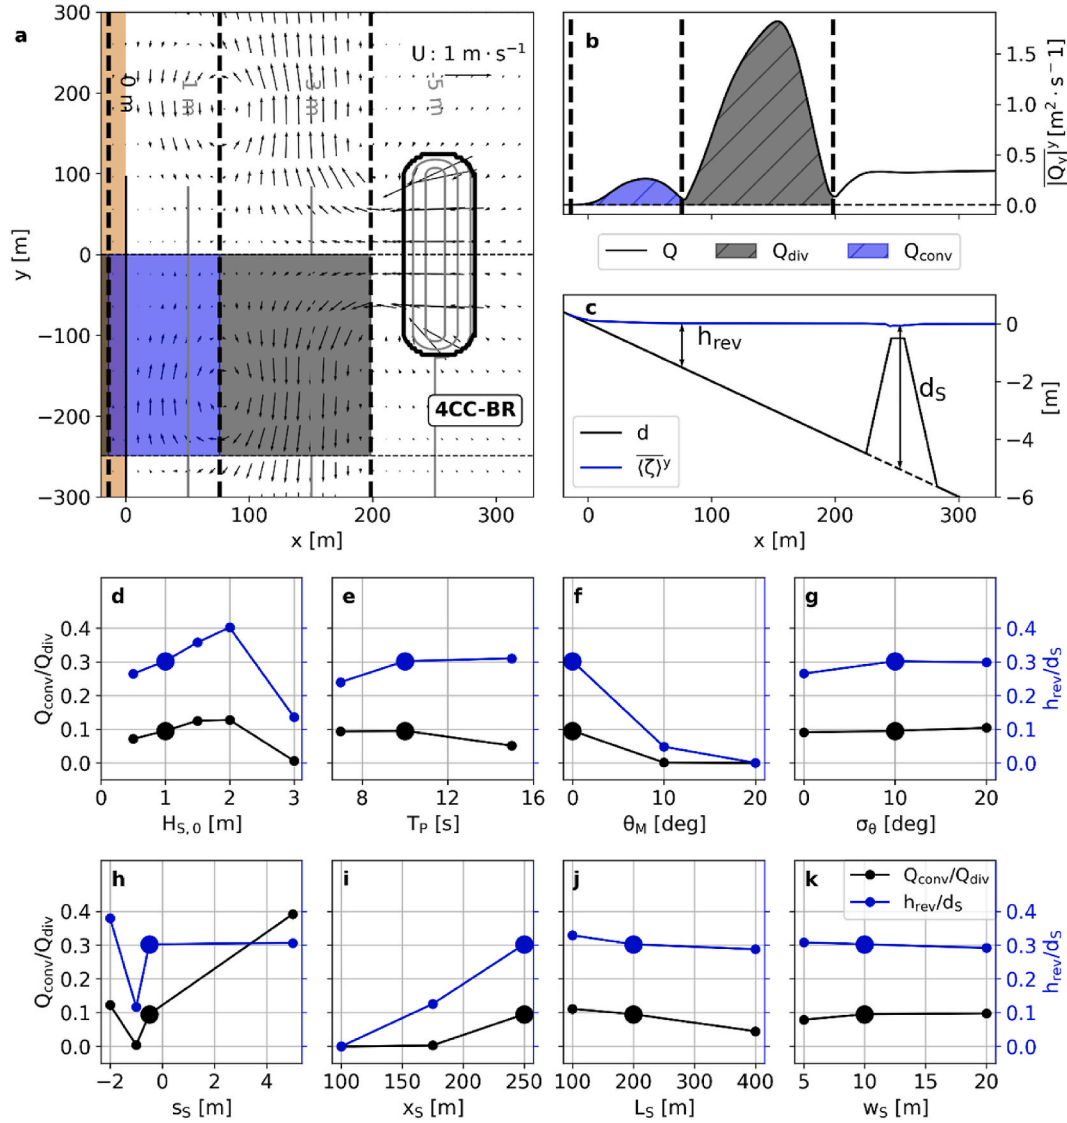 a
300
200
100
0
−100
−200
−300
y [m]
0
100
200
300
x [m]
U: 1 m · s⁻¹
0 m
1 m
3 m
5 m
4CC-BR
b
1.5
1.0
0.5
0.0
|Q_y|^y [m² · s − 1]
Q
Q_div
Q_conv
c
h_rev
d_S
d
⟨ζ⟩^y
0
−2
−4
−6
[m]
0
100
200
300
x [m]
d
0.4
0.3
0.2
0.1
0.0
Q_conv/Q_div
0
1
2
3
H_S,0 [m]
e
8
12
16
T_P [s]
f
0
10
20
θ_M [deg]
g
0
10
20
σ_θ [deg]
0.4
0.3
0.2
0.1
0.0
h_rev/d_S
h
0.4
0.3
0.2
0.1
0.0
Q_conv/Q_div
−2
0
2
4
s_S [m]
i
100
150
200
250
x_S [m]
j
100
200
300
400
L_S [m]
k
Q_conv/Q_div
h_rev/d_S
5
10
15
20
w_S [m]
0.4
0.3
0.2
0.1
0.0
h_rev/d_S